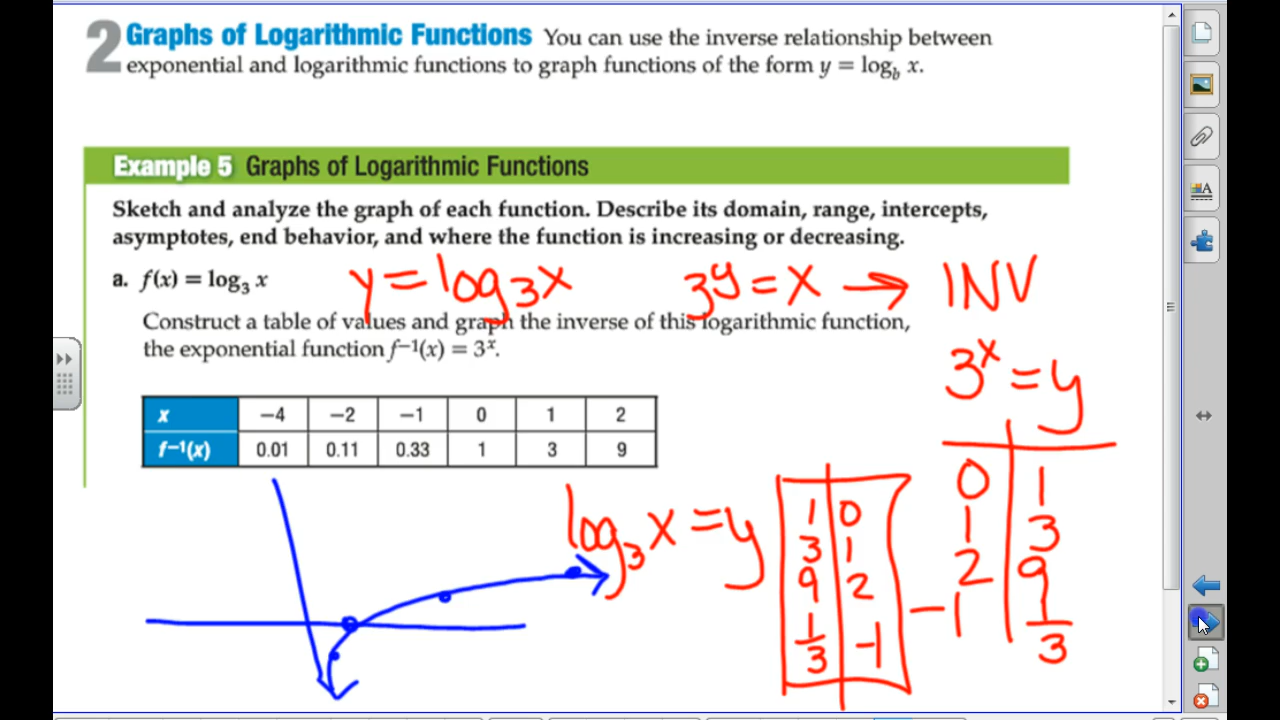 2 Graphs of Logarithmic Functions You can use the inverse relationship between
exponential and logarithmic functions to graph functions of the form y = log_b x.
Example 5 Graphs of Logarithmic Functions
Sketch and analyze the graph of each function. Describe its domain, range, intercepts,
asymptotes, end behavior, and where the function is increasing or decreasing.
a. f(x) = log₃ x
y = log₃x
3^y = x → INV
Construct a table of values and graph the inverse of this logarithmic function,
the exponential function f⁻¹(x) = 3ˣ.
3ˣ = y
x −4 −2 −1 0 1 2
f⁻¹(x) 0.01 0.11 0.33 1 3 9
log₃x = y
1 0
3 1
9 2
1/3 -1
0 1
1 3
2 9
-1 1/3